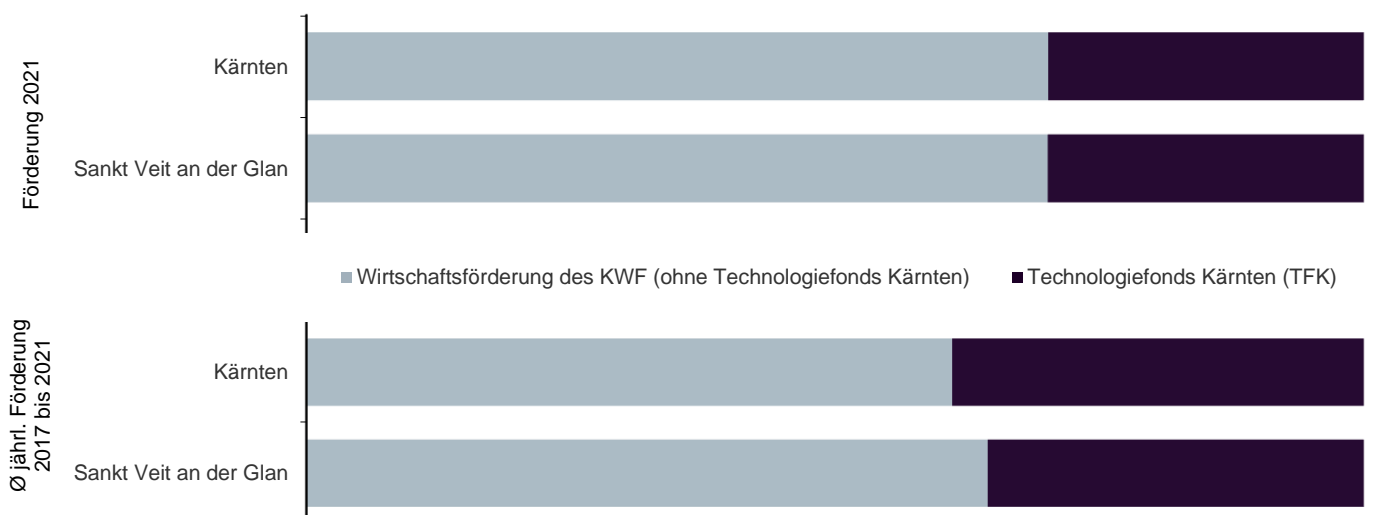 Förderung 2021
Kärnten
Sankt Veit an der Glan
Wirtschaftsförderung des KWF (ohne Technologiefonds Kärnten)
Technologiefonds Kärnten (TFK)
Ø jährl. Förderung
2017 bis 2021
Kärnten
Sankt Veit an der Glan